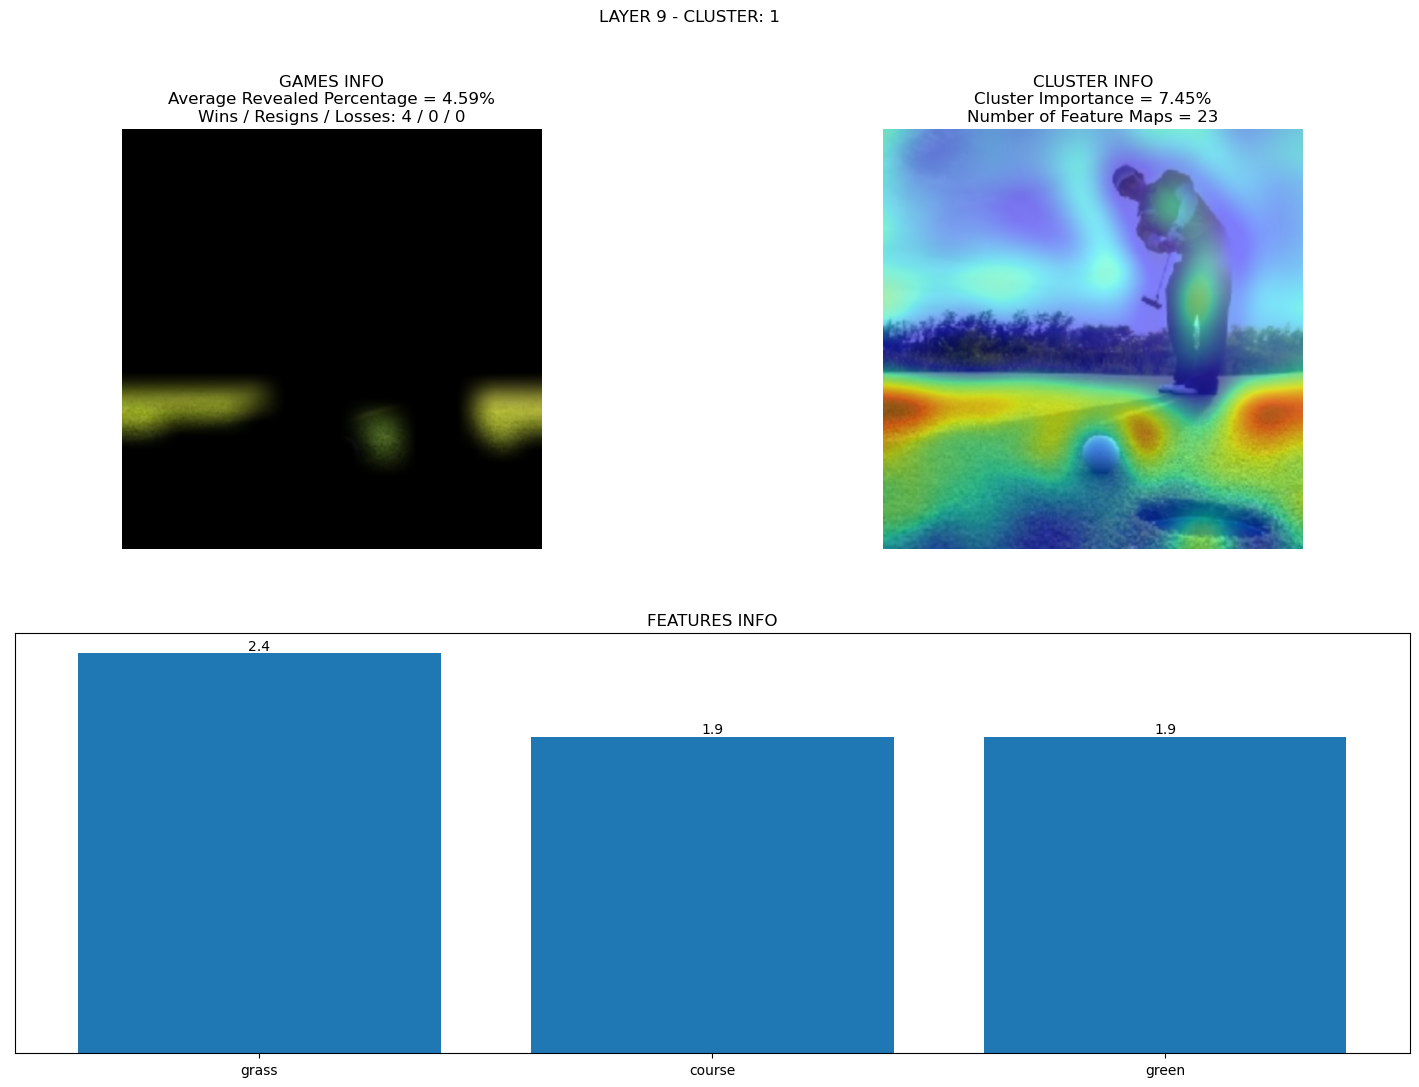 LAYER 9 - CLUSTER: 1
GAMES INFO
Average Revealed Percentage = 4.59%
Wins / Resigns / Losses: 4 / 0 / 0
CLUSTER INFO
Cluster Importance = 7.45%
Number of Feature Maps = 23
FEATURES INFO
2.4
1.9
1.9
grass
course
green